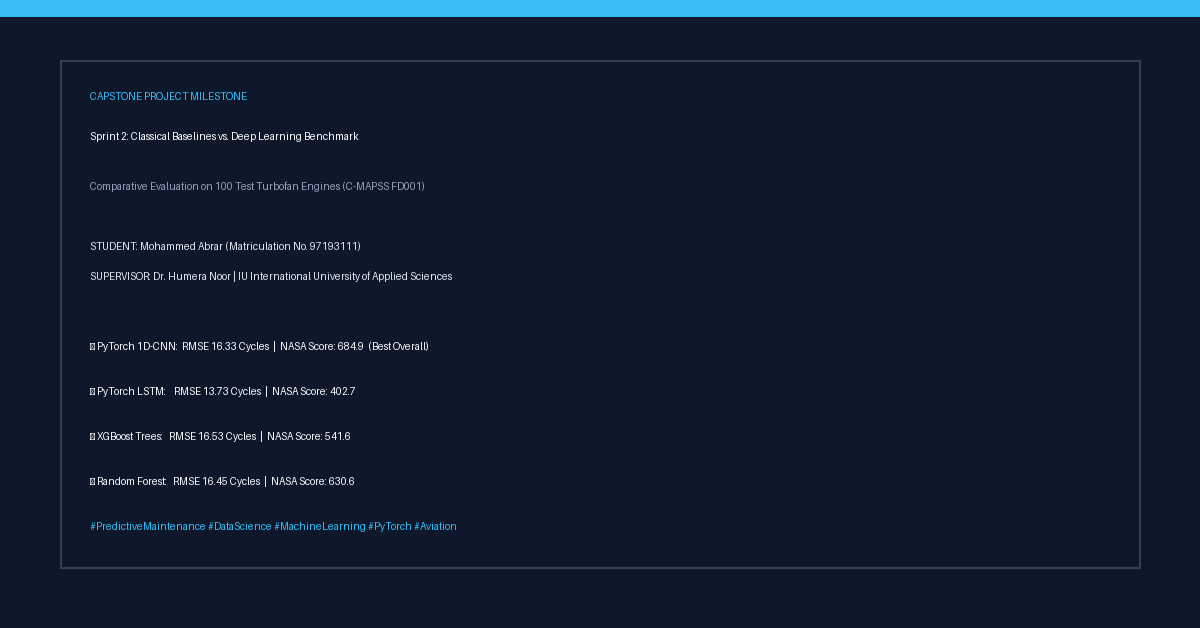 CAPSTONE PROJECT MILESTONE
Sprint 2: Classical Baselines vs. Deep Learning Benchmark
Comparative Evaluation on 100 Test Turbofan Engines (C-MAPSS FD001)
STUDENT: Mohammed Abrar (Matriculation No. 97193111)
SUPERVISOR: Dr. Humera Noor | IU International University of Applied Sciences
PyTorch 1D-CNN: RMSE 16.33 Cycles | NASA Score: 684.9 (Best Overall)
PyTorch LSTM: RMSE 13.73 Cycles | NASA Score: 402.7
XGBoost Trees: RMSE 16.53 Cycles | NASA Score: 541.6
Random Forest: RMSE 16.45 Cycles | NASA Score: 630.6
#PredictiveMaintenance #DataScience #MachineLearning #PyTorch #Aviation